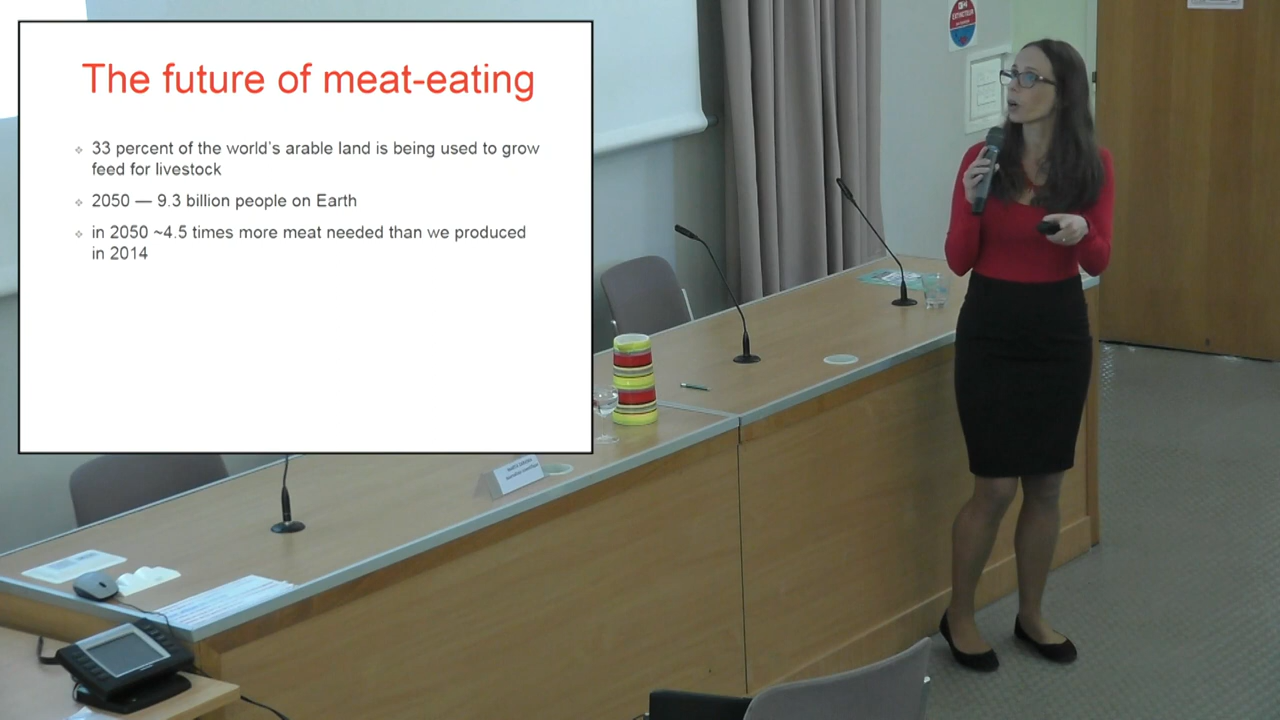 The future of meat-eating
33 percent of the world's arable land is being used to grow
feed for livestock
2050 — 9.3 billion people on Earth
in 2050 ~4.5 times more meat needed than we produced
in 2014
EXTINCTEUR